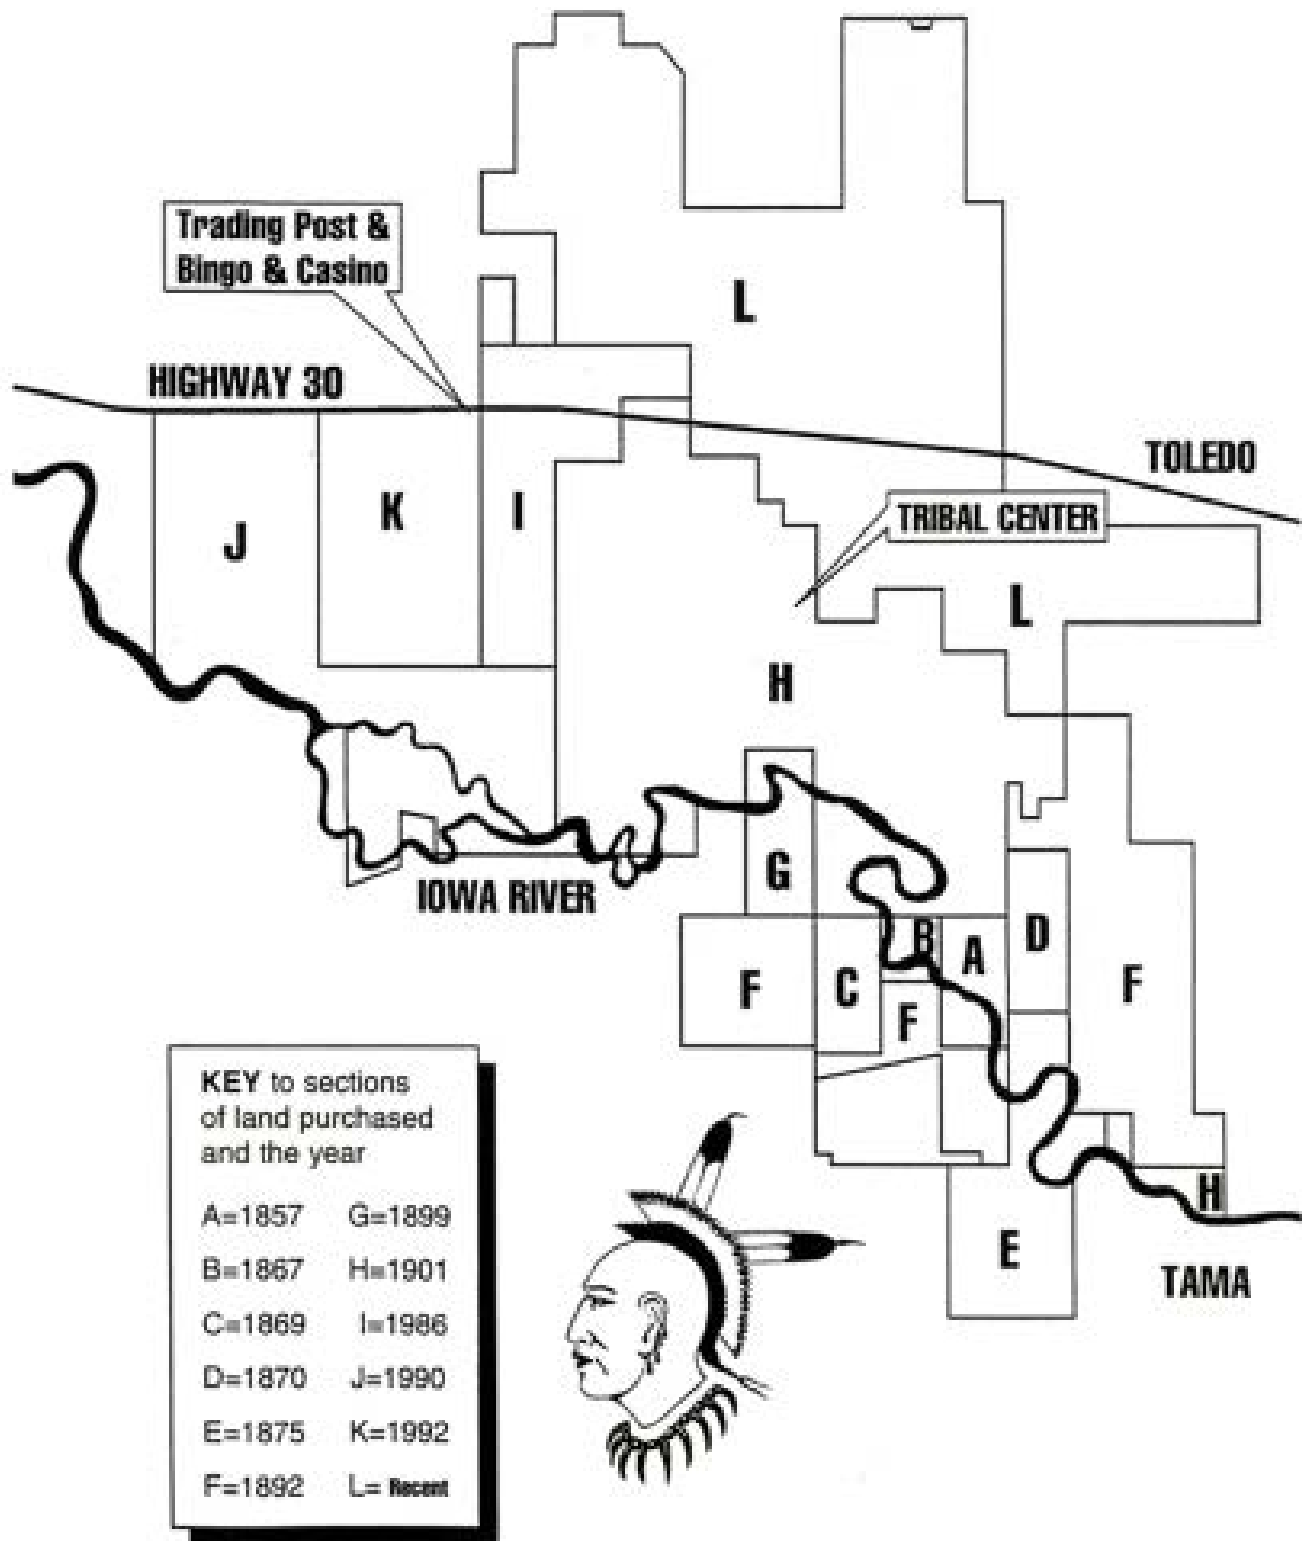 Trading Post &
Bingo & Casino
L
HIGHWAY 30
TOLEDO
K
I
J
TRIBAL CENTER
L
H
G
IOWA RIVER
B
A
D
F
C
F
F
H
E
TAMA
KEY to sections
of land purchased
and the year
A=1857 G=1899
B=1867 H=1901
C=1869 I=1986
D=1870 J=1990
E=1875 K=1992
F=1892 L= Recent